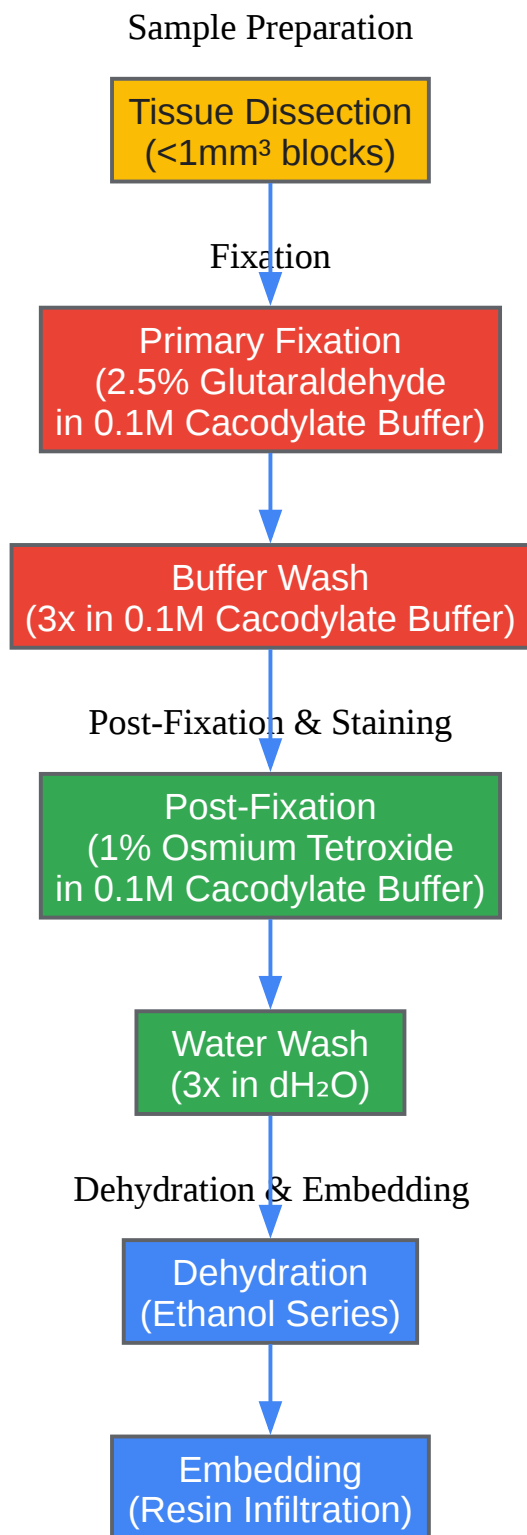 Sample Preparation
Tissue Dissection
(<1mm³ blocks)
Fixation
Primary Fixation
(2.5% Glutaraldehyde
in 0.1M Cacodylate Buffer)
Buffer Wash
(3x in 0.1M Cacodylate Buffer)
Post-Fixation & Staining
Post-Fixation
(1% Osmium Tetroxide
in 0.1M Cacodylate Buffer)
Water Wash
(3x in dH₂O)
Dehydration & Embedding
Dehydration
(Ethanol Series)
Embedding
(Resin Infiltration)